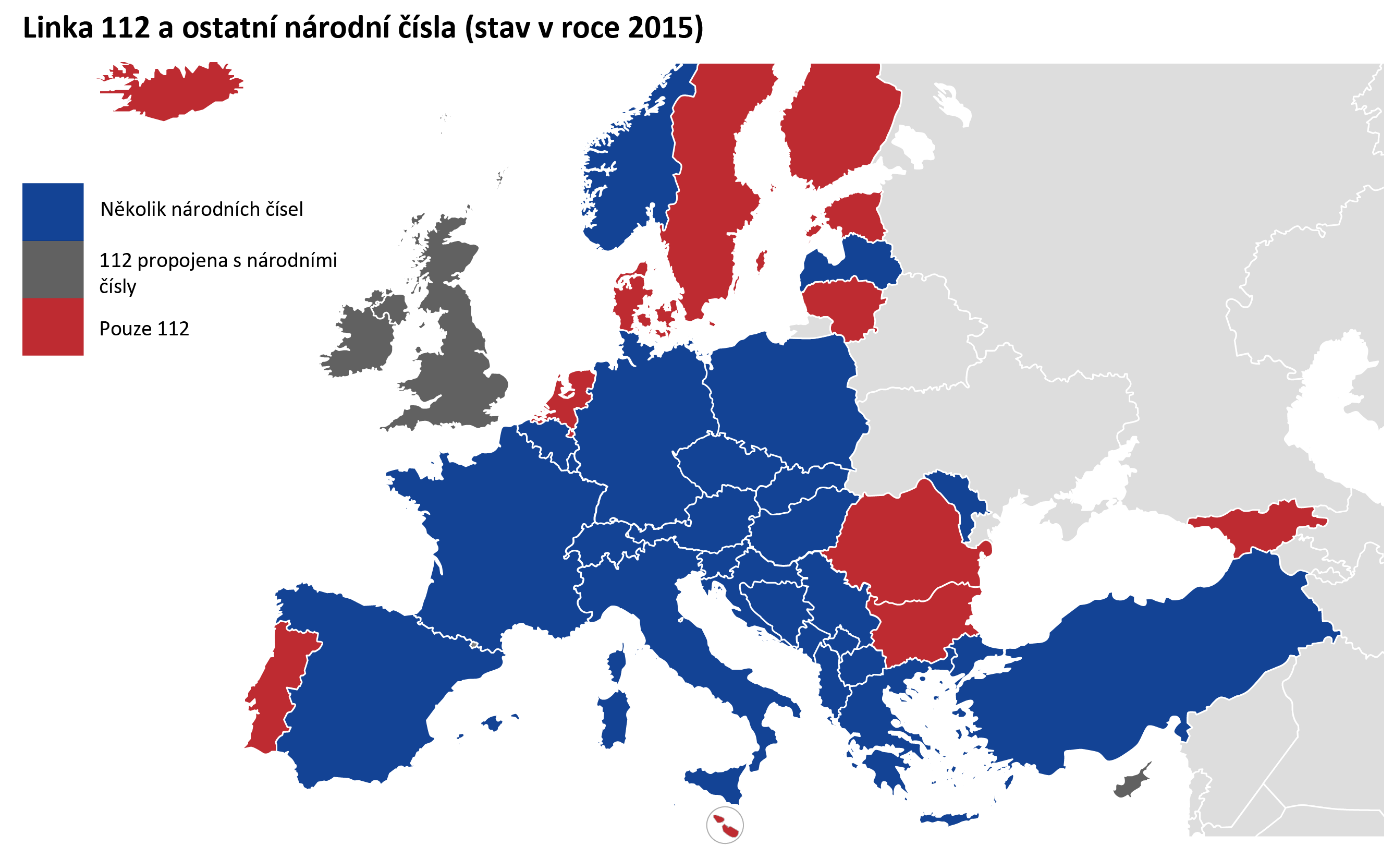 Linka 112 a ostatní národní čísla (stav v roce 2015)
Několik národních čísel
112 propojena s národními
čísly
Pouze 112